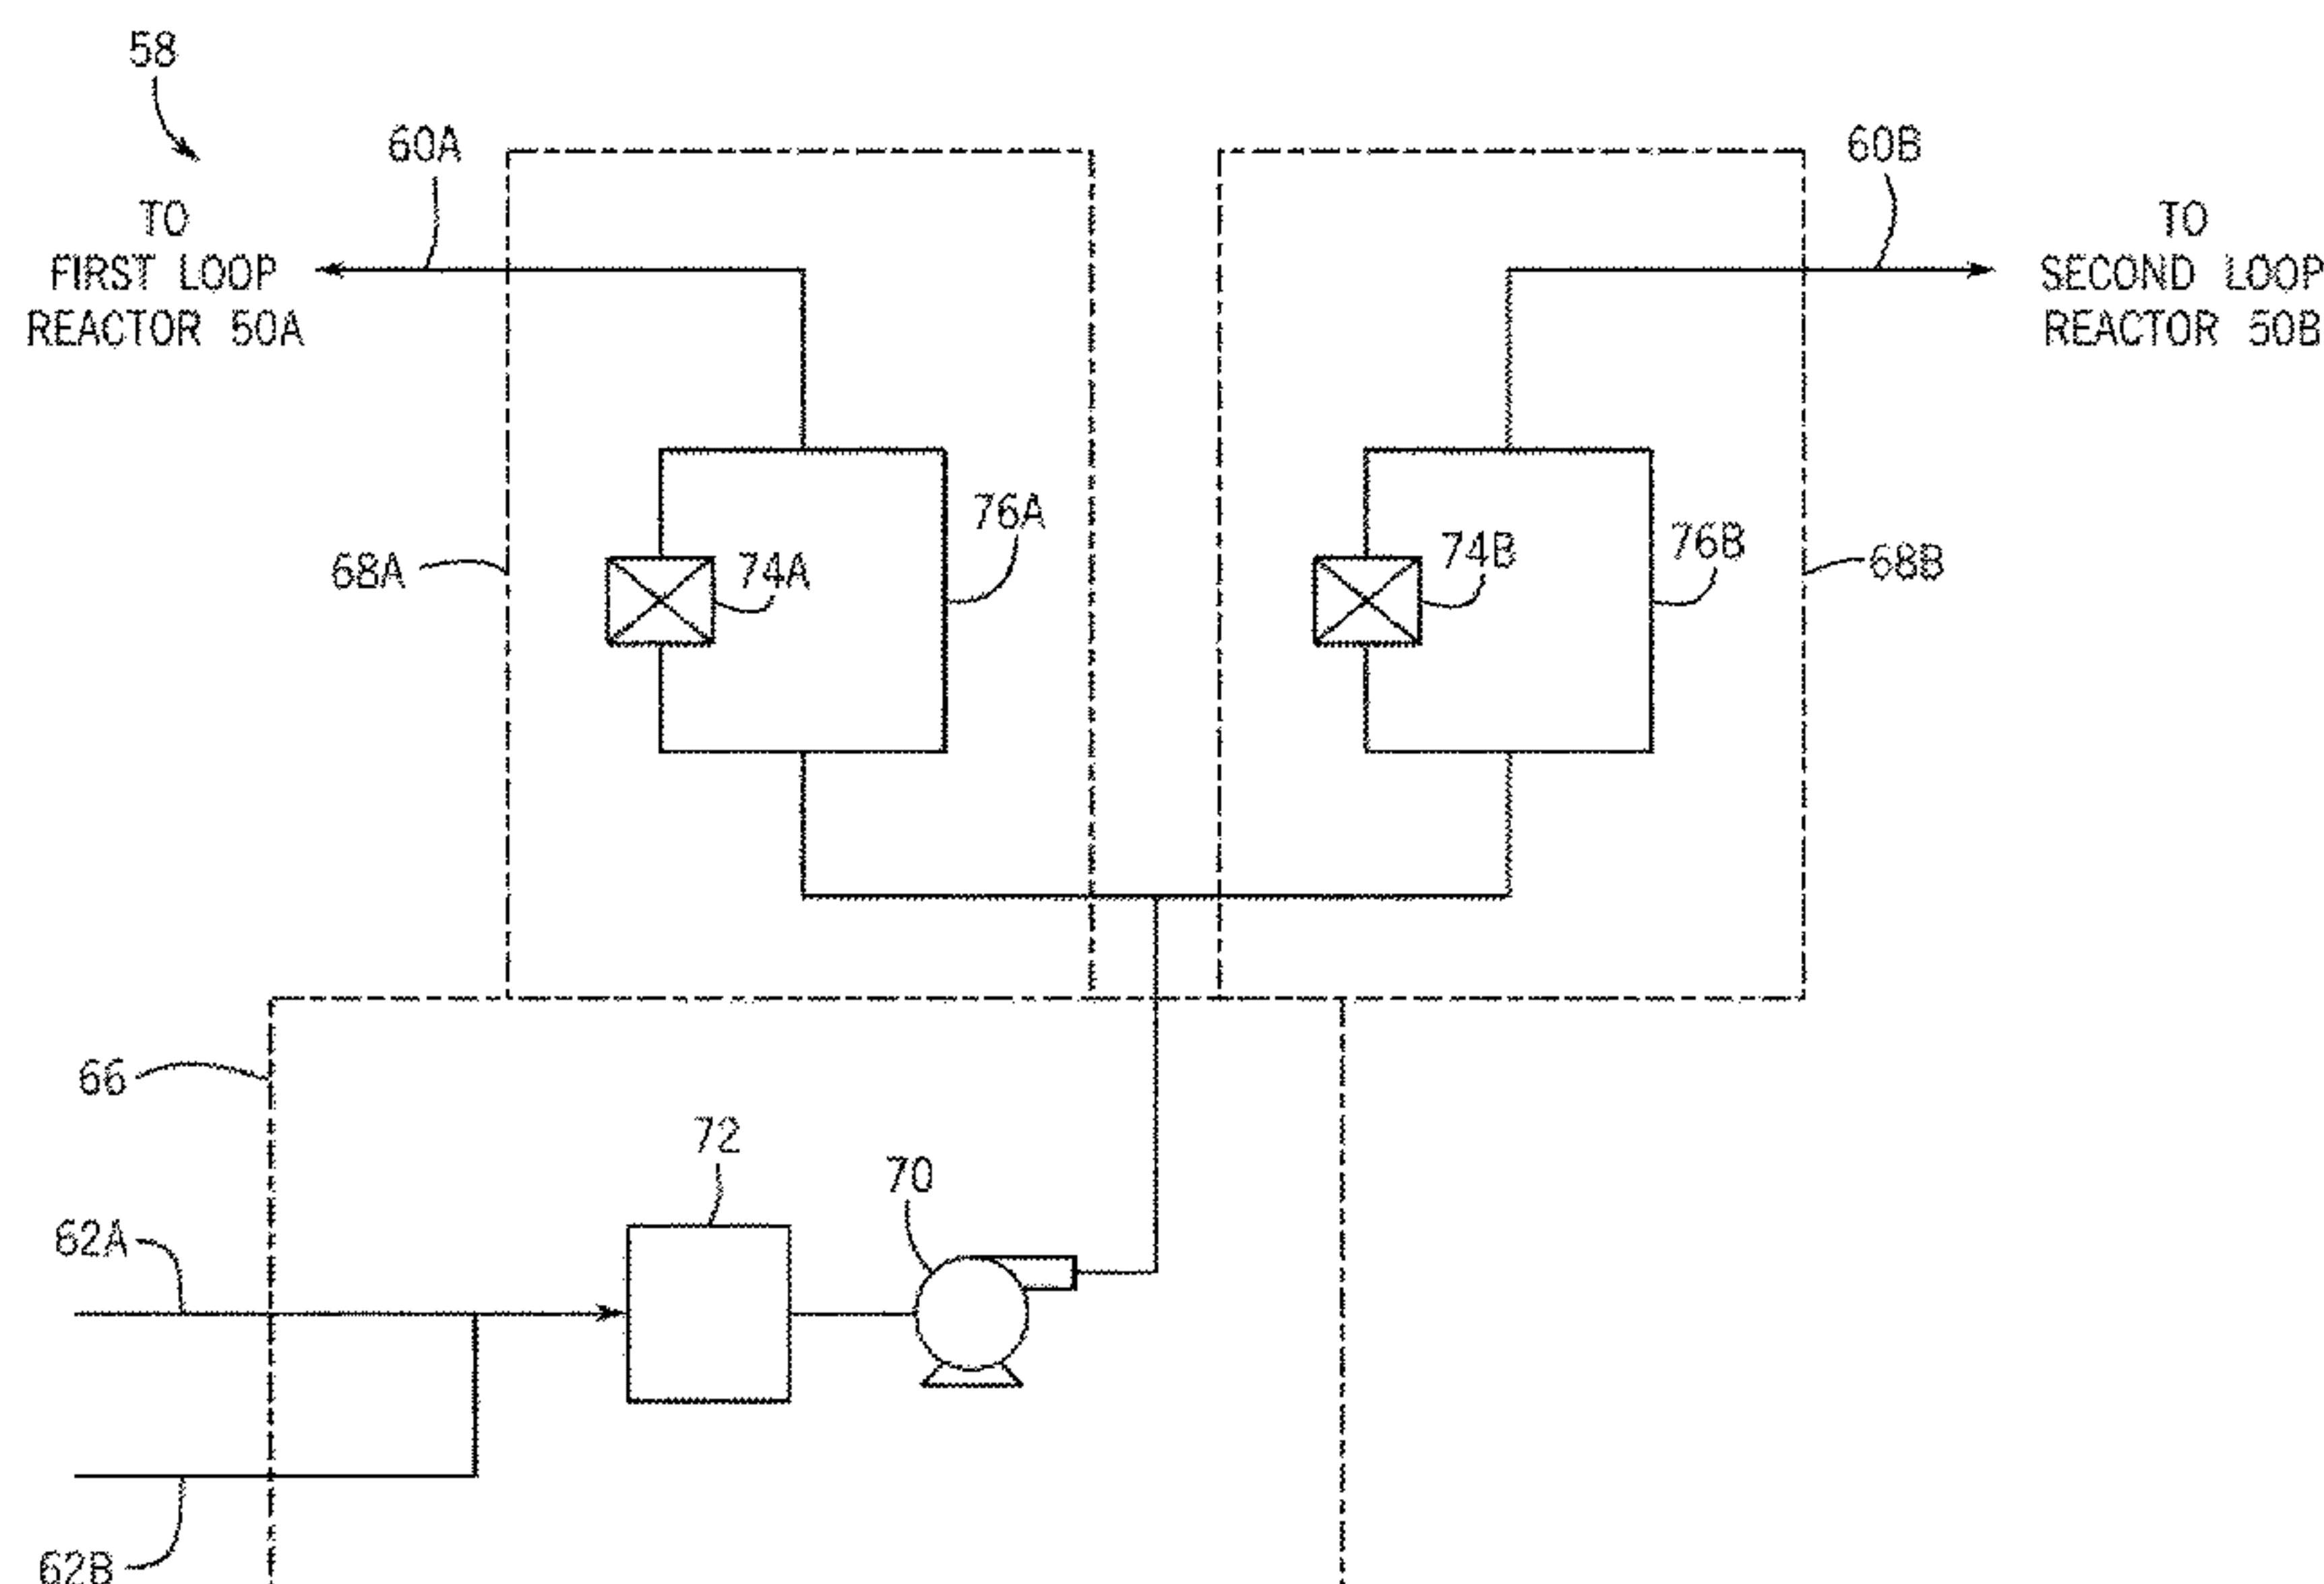 58
60A
60B
TO
FIRST LOOP
REACTOR 50A
TO
SECOND LOOP
REACTOR 50B
76A
74A
68A
76B
74B
68B
66
72
70
62A
62B